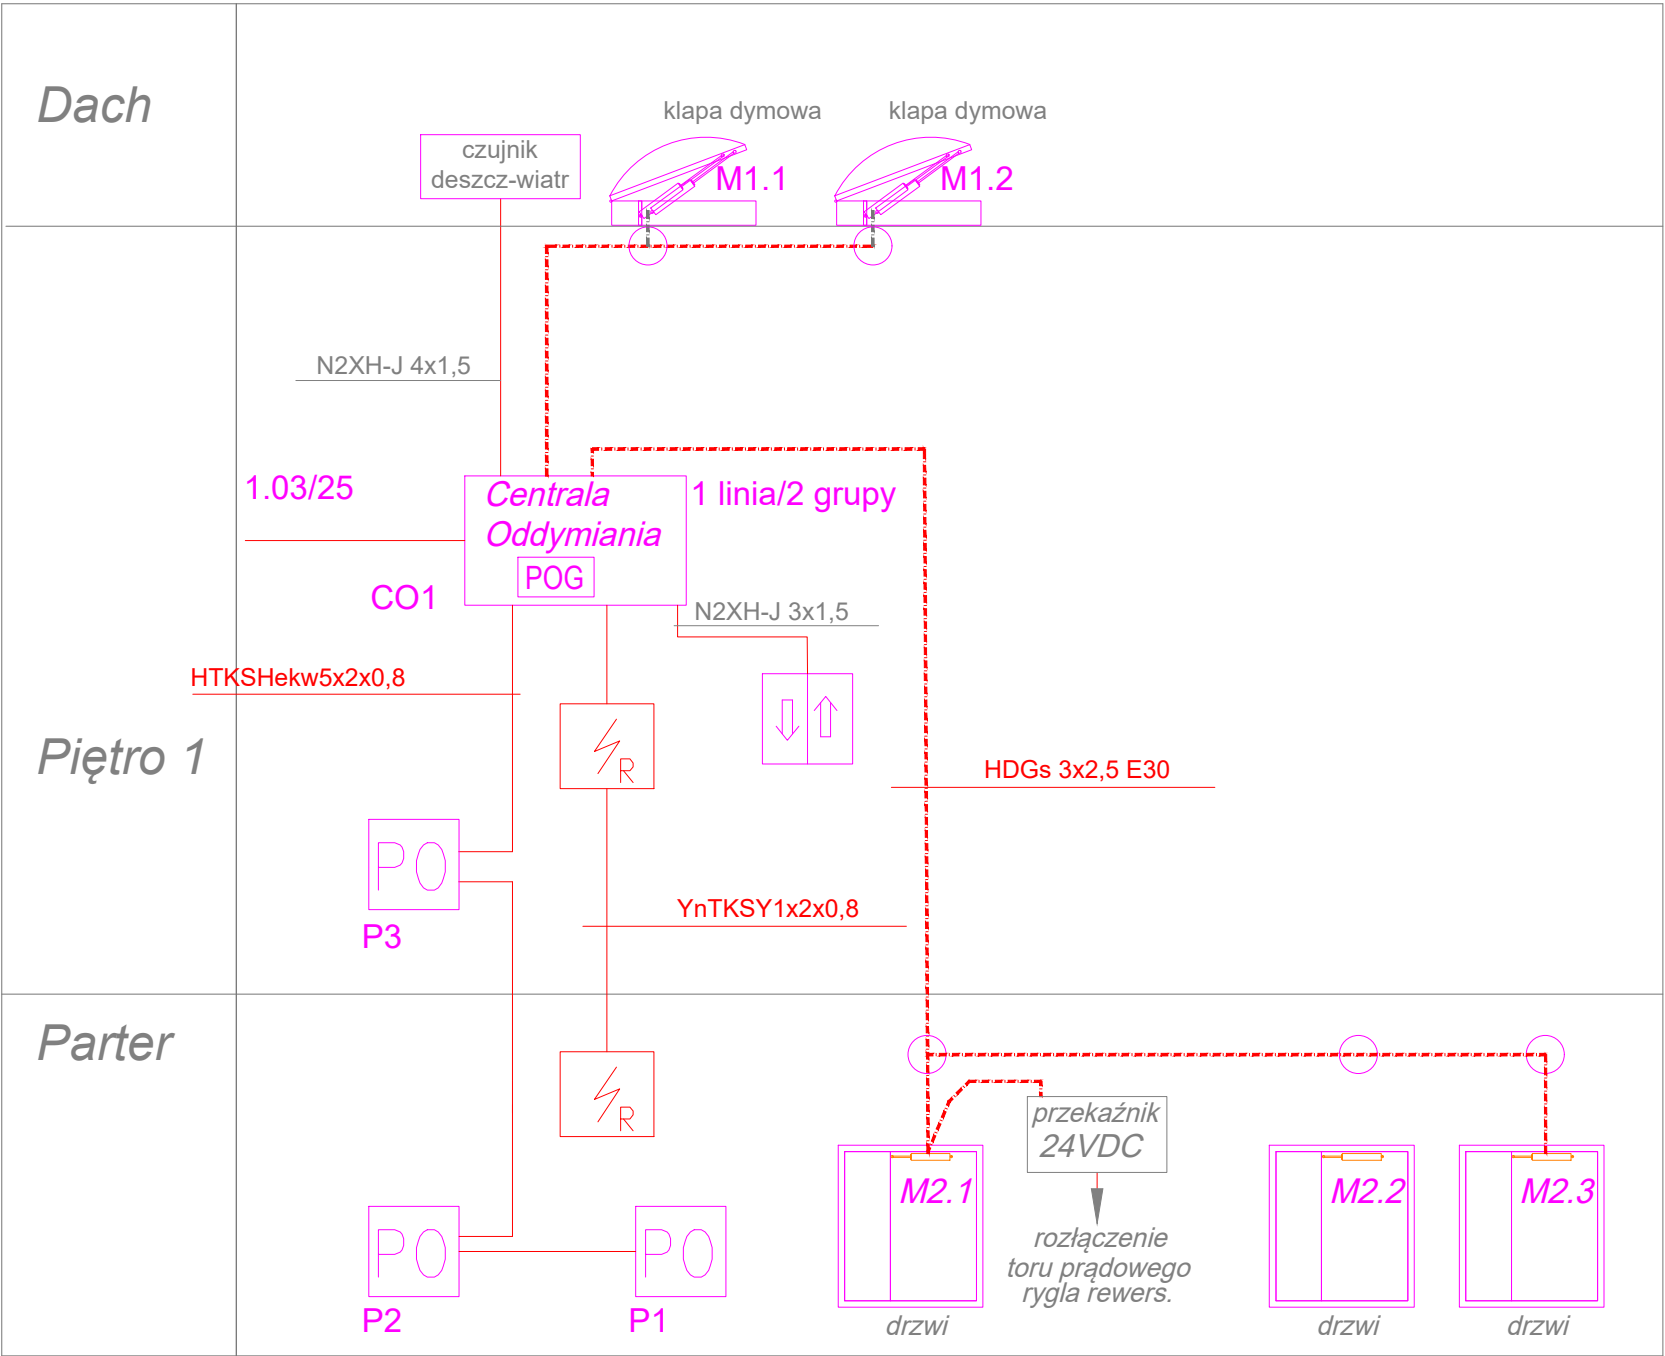 Dach
klapa dymowa
klapa dymowa
czujnik
deszcz-wiatr
M1.1
M1.2
N2XH-J 4x1,5
1.03/25
Centrala
Oddymiania
1 linia/2 grupy
POG
CO1
N2XH-J 3x1,5
HTKSHekw5x2x0,8
Piętro 1
R
HDGs 3x2,5 E30
PO
P3
YnTKSY1x2x0,8
Parter
R
przekaźnik
24VDC
M2.1
M2.2
M2.3
PO
PO
rozłączenie
toru prądowego
rygla rewers.
P2
P1
drzwi
drzwi
drzwi